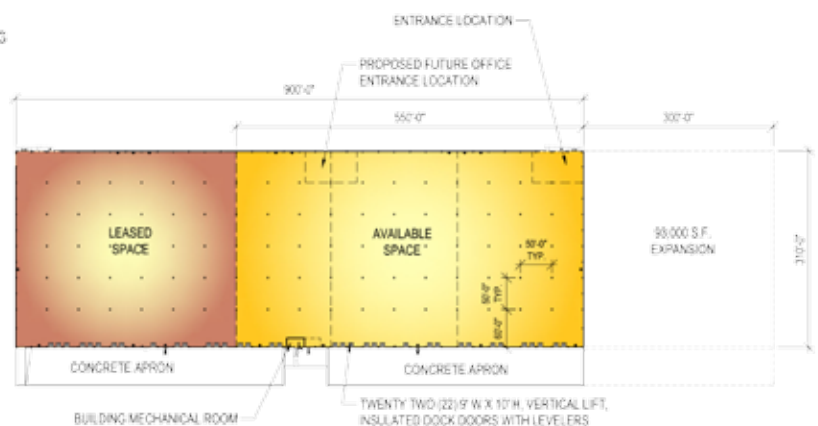 G
ENTRANCE LOCATION
PROPOSED FUTURE OFFICE
ENTRANCE LOCATION
900'-0"
550'-0"
300'-0"
LEASED
SPACE
AVAILABLE
SPACE
93,000 S.F.
EXPANSION
50'-0"
TYP.
50'-0"
TYP.
60'-0"
310'-0"
CONCRETE APRON
CONCRETE APRON
BUILDING MECHANICAL ROOM
TWENTY TWO (22) 9' W X 10' H, VERTICAL LIFT,
INSULATED DOCK DOORS WITH LEVELERS